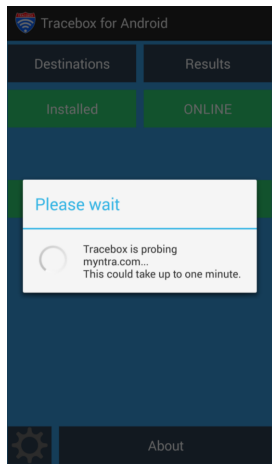 Tracebox for Android
Destinations
Results
Installed
ONLINE
Please wait
Tracebox is probing
myntra.com...
This could take up to one minute.
About